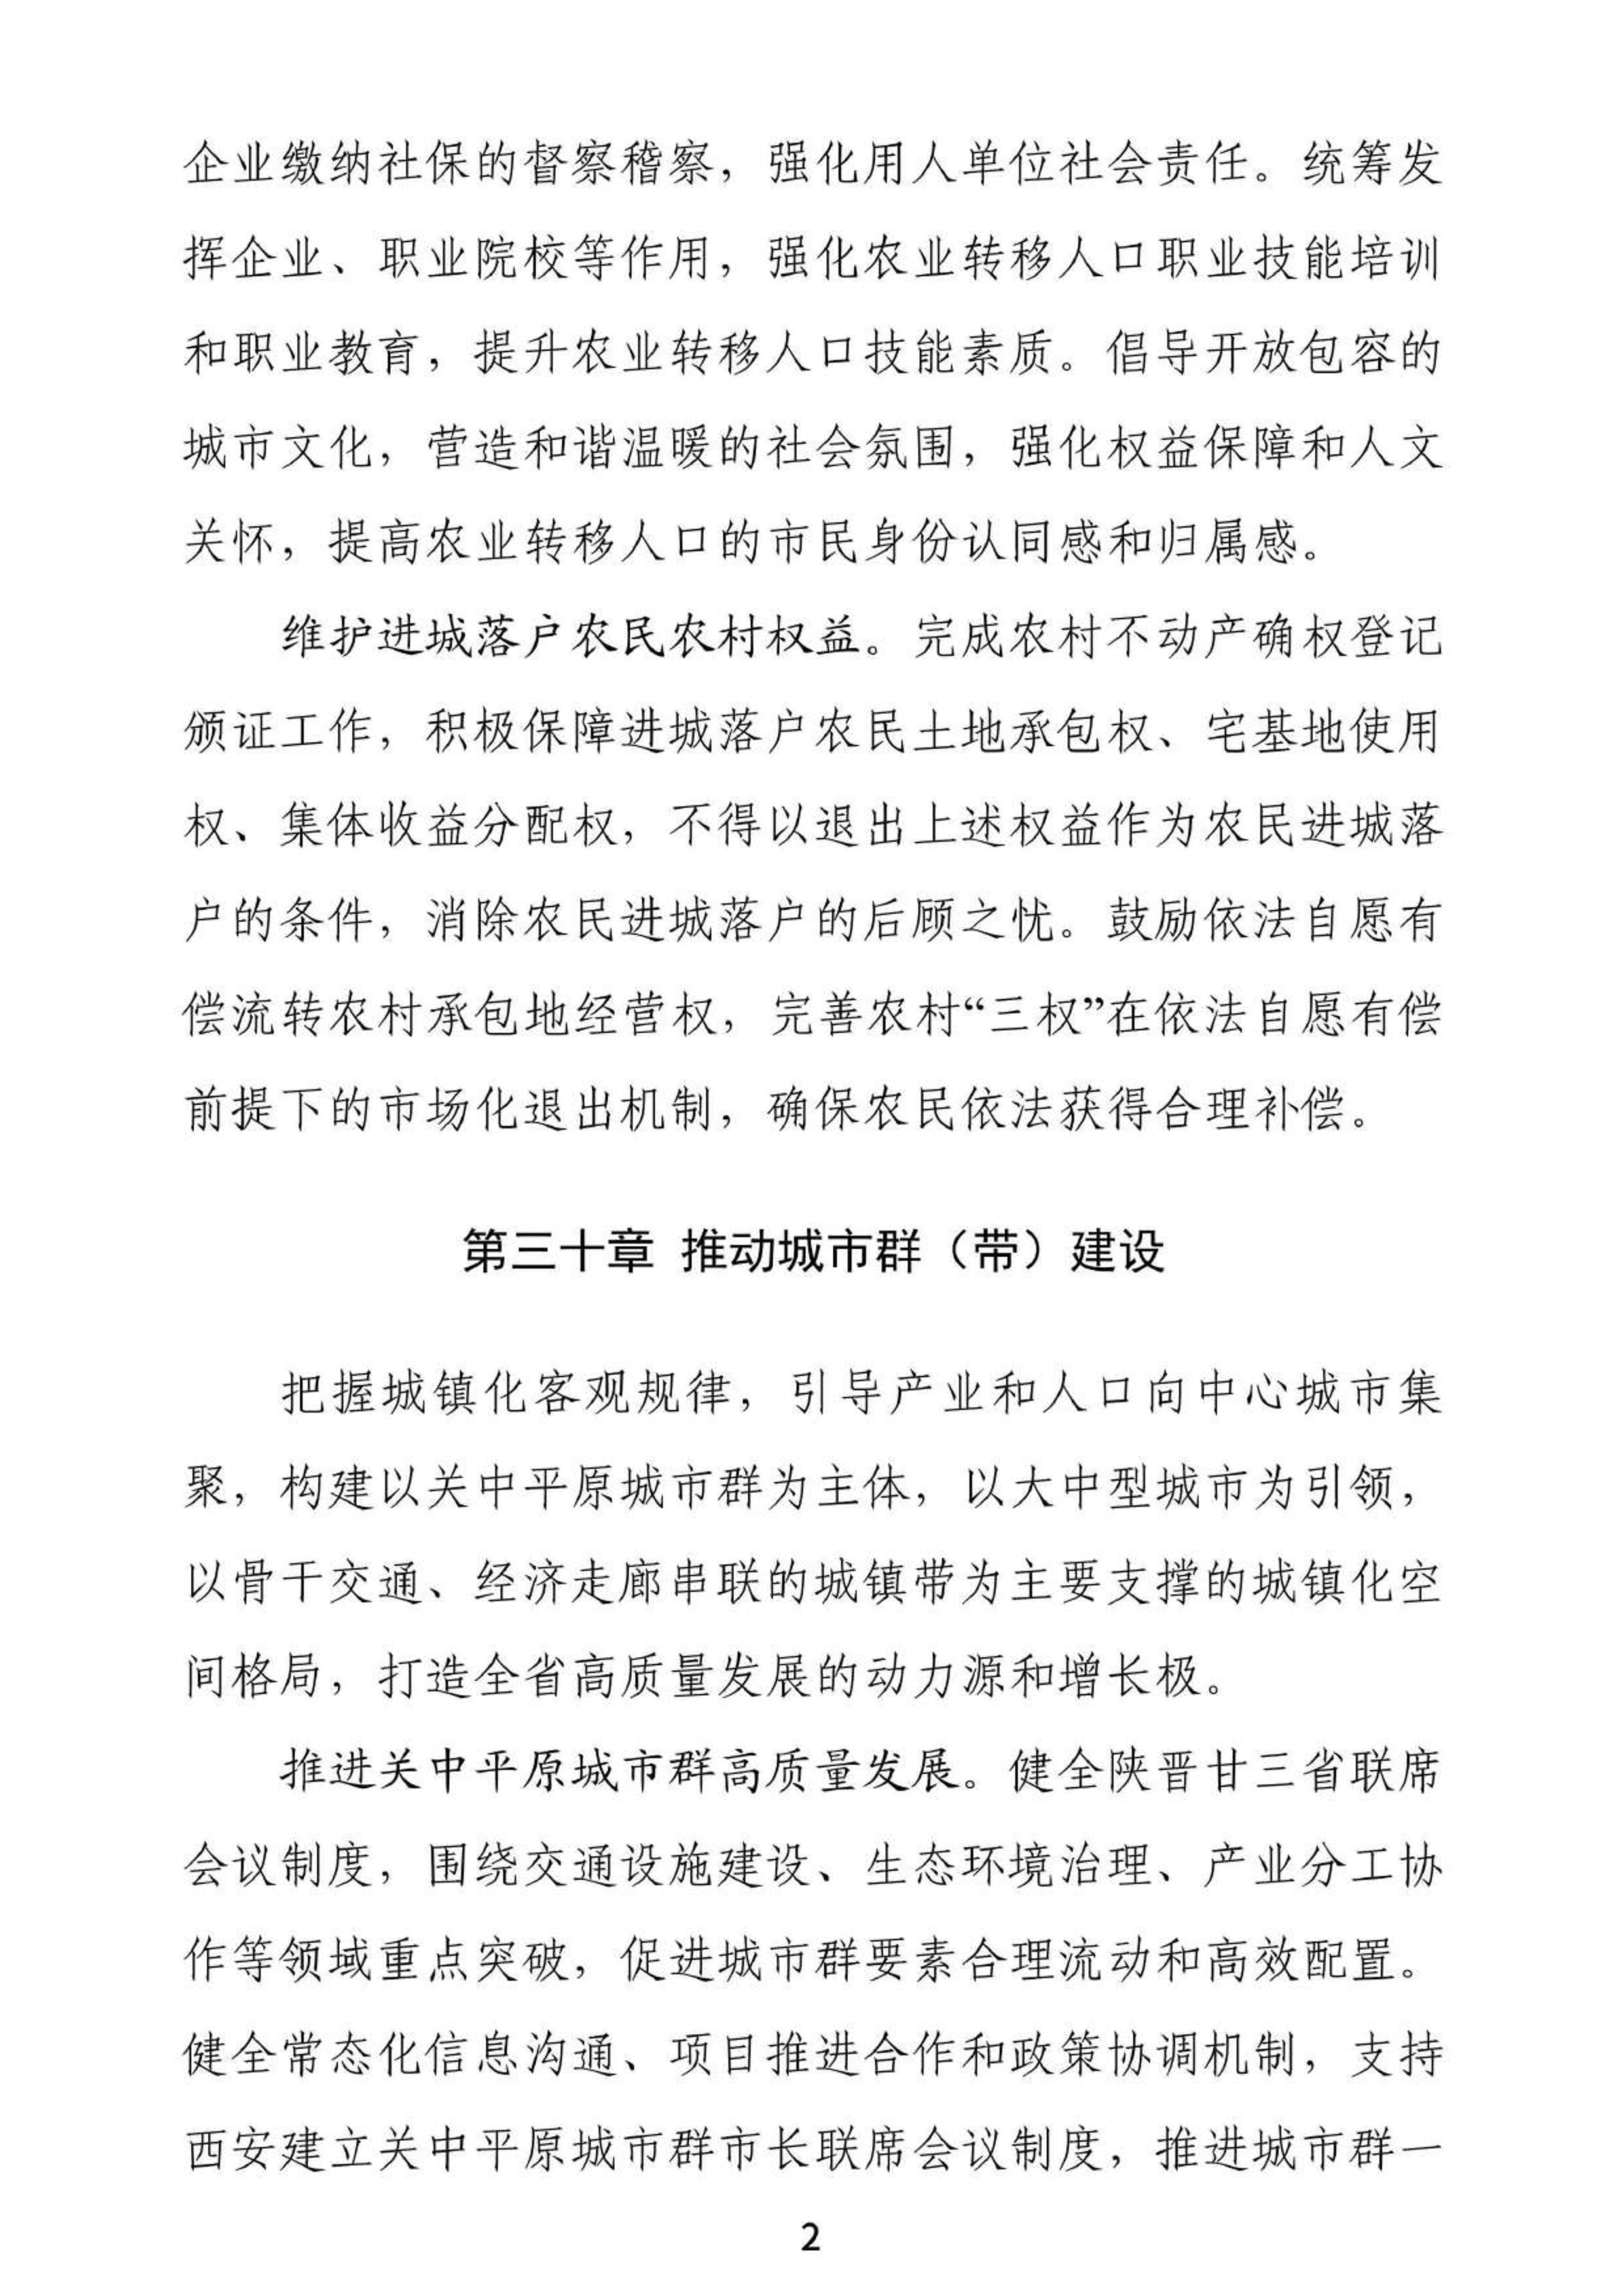 企业缴纳社保的督察稽察，强化用人单位社会责任。统筹发
挥企业、职业院校等作用，强化农业转移人口职业技能培训
和职业教育，提升农业转移人口技能素质。倡导开放包容的
城市文化，营造和谐温暖的社会氛围，强化权益保障和人文
关怀，提高农业转移人口的市民身份认同感和归属感。
维护进城落户农民农村权益。完成农村不动产确权登记
颁证工作，积极保障进城落户农民土地承包权、宅基地使用
权、集体收益分配权，不得以退出上述权益作为农民进城落
户的条件，消除农民进城落户的后顾之忧。鼓励依法自愿有
偿流转农村承包地经营权，完善农村“三权”在依法自愿有偿
前提下的市场化退出机制，确保农民依法获得合理补偿。
第三十章 推动城市群（带）建设
把握城镇化客观规律，引导产业和人口向中心城市集
聚，构建以关中平原城市群为主体，以大中型城市为引领，
以骨干交通、经济走廊串联的城镇带为主要支撑的城镇化空
间格局，打造全省高质量发展的动力源和增长极。
推进关中平原城市群高质量发展。健全陕晋甘三省联席
会议制度，围绕交通设施建设、生态环境治理、产业分工协
作等领域重点突破，促进城市群要素合理流动和高效配置。
健全常态化信息沟通、项目推进合作和政策协调机制，支持
西安建立关中平原城市群市长联席会议制度，推进城市群一
2